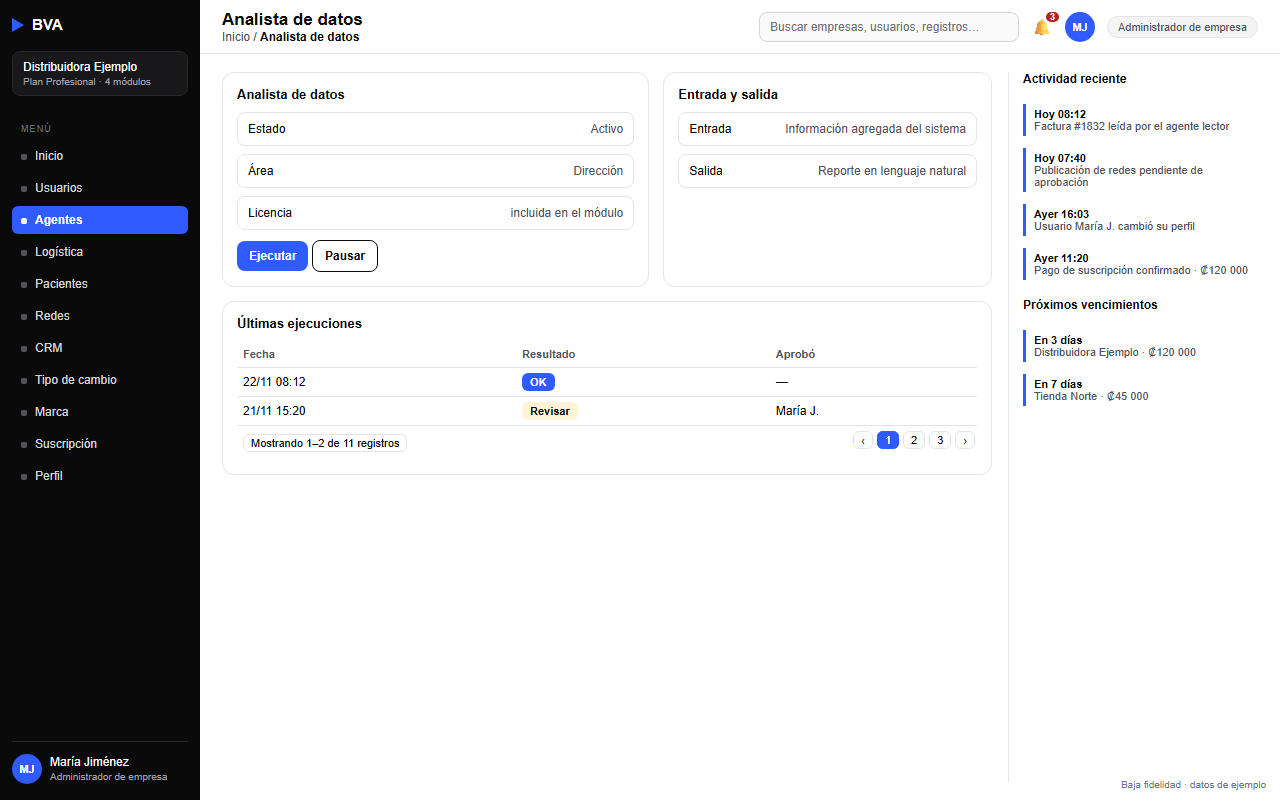 BVA
Distribuidora Ejemplo
Plan Profesional · 4 módulos
MENÚ
Inicio
Usuarios
Agentes
Logística
Pacientes
Redes
CRM
Tipo de cambio
Marca
Suscripción
Perfil
MJ
María Jiménez
Administrador de empresa
Analista de datos
Inicio / Analista de datos
Buscar empresas, usuarios, registros…
3
MJ
Administrador de empresa
Analista de datos
Estado Activo
Área Dirección
Licencia incluida en el módulo
Ejecutar Pausar
Entrada y salida
Entrada Información agregada del sistema
Salida Reporte en lenguaje natural
Últimas ejecuciones
Fecha Resultado Aprobó
22/11 08:12 OK —
21/11 15:20 Revisar María J.
Mostrando 1–2 de 11 registros ‹ 1 2 3 ›
Actividad reciente
Hoy 08:12
Factura #1832 leída por el agente lector
Hoy 07:40
Publicación de redes pendiente de
aprobación
Ayer 16:03
Usuario María J. cambió su perfil
Ayer 11:20
Pago de suscripción confirmado · ₡120 000
Próximos vencimientos
En 3 días
Distribuidora Ejemplo · ₡120 000
En 7 días
Tienda Norte · ₡45 000
Baja fidelidad · datos de ejemplo